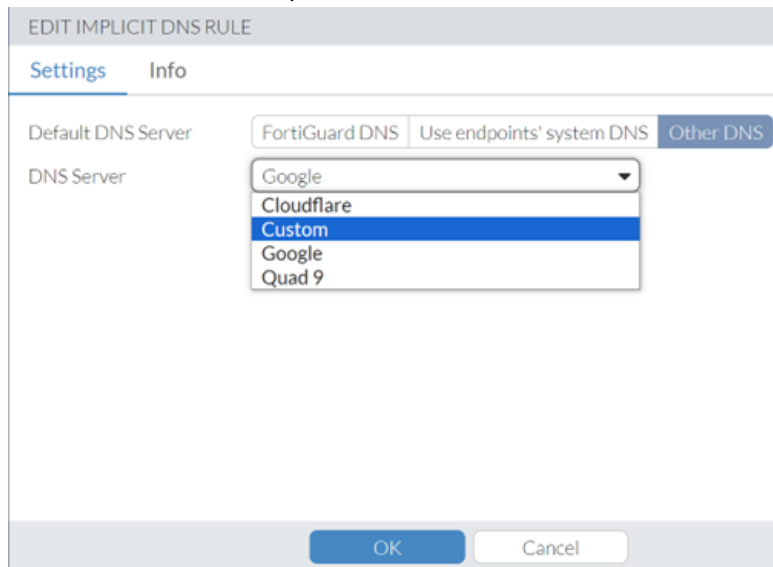 EDIT IMPLICIT DNS RULE
Settings Info
Default DNS Server FortiGuard DNS Use endpoints' system DNS Other DNS
DNS Server Google
Cloudflare
Custom
Google
Quad 9
OK Cancel